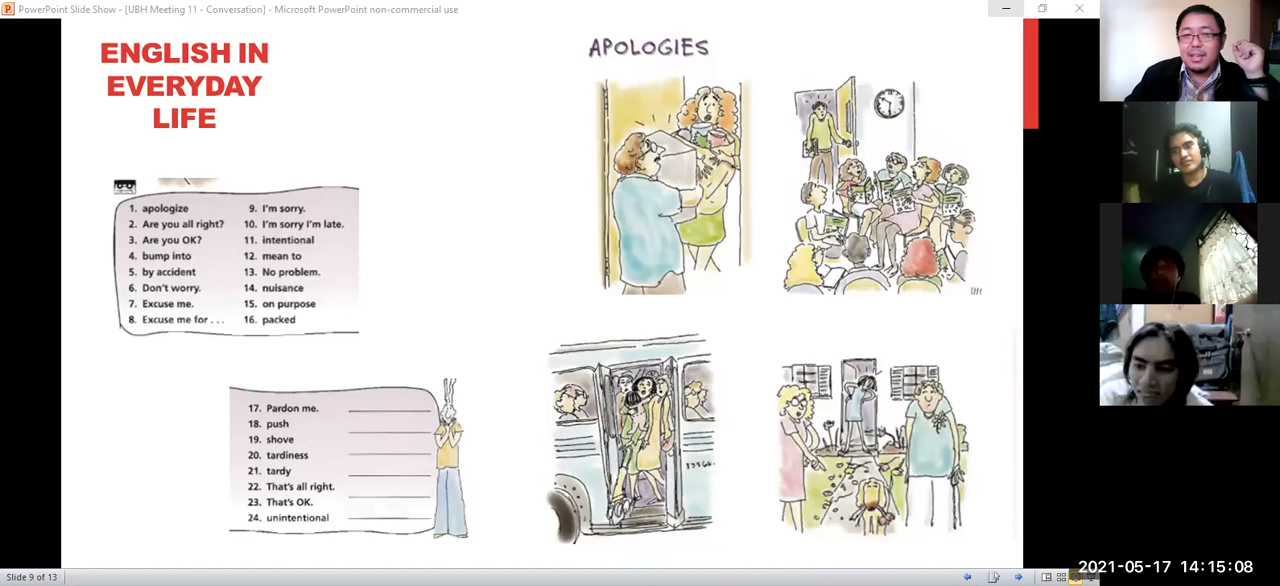 PowerPoint Slide Show - [UBH Meeting 11 - Conversation] - Microsoft PowerPoint non-commercial use
ENGLISH IN
EVERYDAY
LIFE
APOLOGIES
1. apologize
2. Are you all right?
3. Are you OK?
4. bump into
5. by accident
6. Don't worry.
7. Excuse me.
8. Excuse me for . . .
9. I'm sorry.
10. I'm sorry I'm late.
11. intentional
12. mean to
13. No problem.
14. nuisance
15. on purpose
16. packed
17. Pardon me.
18. push
19. shove
20. tardiness
21. tardy
22. That's all right.
23. That's OK.
24. unintentional
Slide 9 of 13
2021-05-17 14:15:08